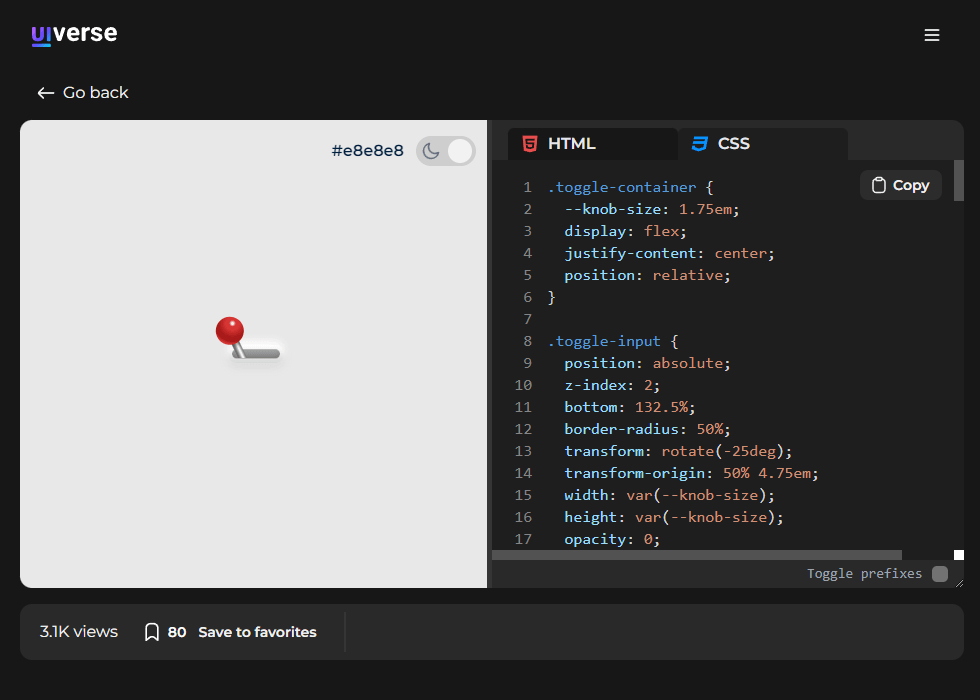 uiverse
Go back
#e8e8e8
HTML
CSS
Copy
1 .toggle-container {
2 --knob-size: 1.75em;
3 display: flex;
4 justify-content: center;
5 position: relative;
6 }
7
8 .toggle-input {
9 position: absolute;
10 z-index: 2;
11 bottom: 132.5%;
12 border-radius: 50%;
13 transform: rotate(-25deg);
14 transform-origin: 50% 4.75em;
15 width: var(--knob-size);
16 height: var(--knob-size);
17 opacity: 0;
Toggle prefixes
3.1K views
80 Save to favorites